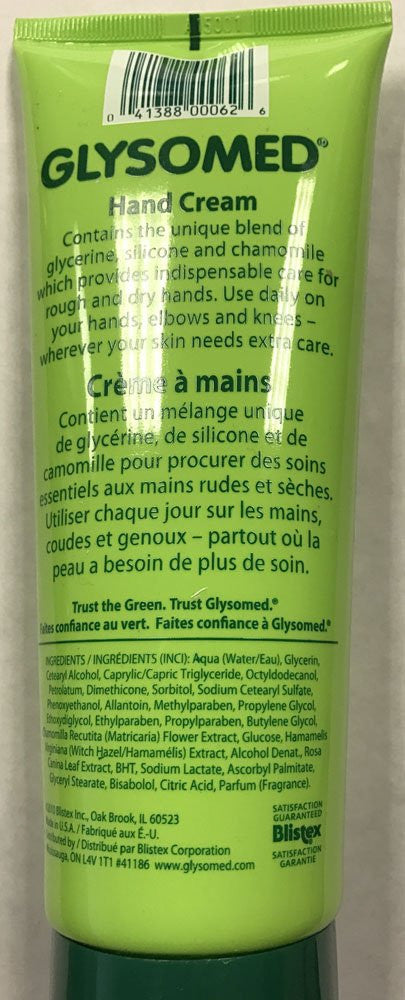 0 41388 00062 6
GLYSOMED®
Hand Cream
Contains the unique blend of
glycerine, silicone and chamomile
which provides indispensable care for
rough and dry hands. Use daily on
your hands, elbows and knees –
wherever your skin needs extra care.
Crème à mains
Contient un mélange unique
de glycérine, de silicone et de
camomille pour procurer des soins
essentiels aux mains rudes et sèches.
Utiliser chaque jour sur les mains,
coudes et genoux – partout où la
peau a besoin de plus de soin.
Trust the Green. Trust Glysomed.®
Faites confiance au vert. Faites confiance à Glysomed.®
INGREDIENTS / INGRÉDIENTS (INCI): Aqua (Water/Eau), Glycerin,
Cetearyl Alcohol, Caprylic/Capric Triglyceride, Octyldodecanol,
Petrolatum, Dimethicone, Sorbitol, Sodium Cetearyl Sulfate,
Phenoxyethanol, Allantoin, Methylparaben, Propylene Glycol,
Ethoxydiglycol, Ethylparaben, Propylparaben, Butylene Glycol,
Chamomilla Recutita (Matricaria) Flower Extract, Glucose, Hamamelis
Virginiana (Witch Hazel/Hamamélis) Extract, Alcohol Denat., Rosa
Canina Leaf Extract, BHT, Sodium Lactate, Ascorbyl Palmitate,
Glyceryl Stearate, Bisabolol, Citric Acid, Parfum (Fragrance).
Blistex Inc., Oak Brook, IL 60523
in U.S.A. / Fabriqué aux É.-U.
by / Distribué par Blistex Corporation
ON L4V 1T1 #41186 www.glysomed.com
SATISFACTION
GUARANTEED
Blistex
SATISFACTION
GARANTIE